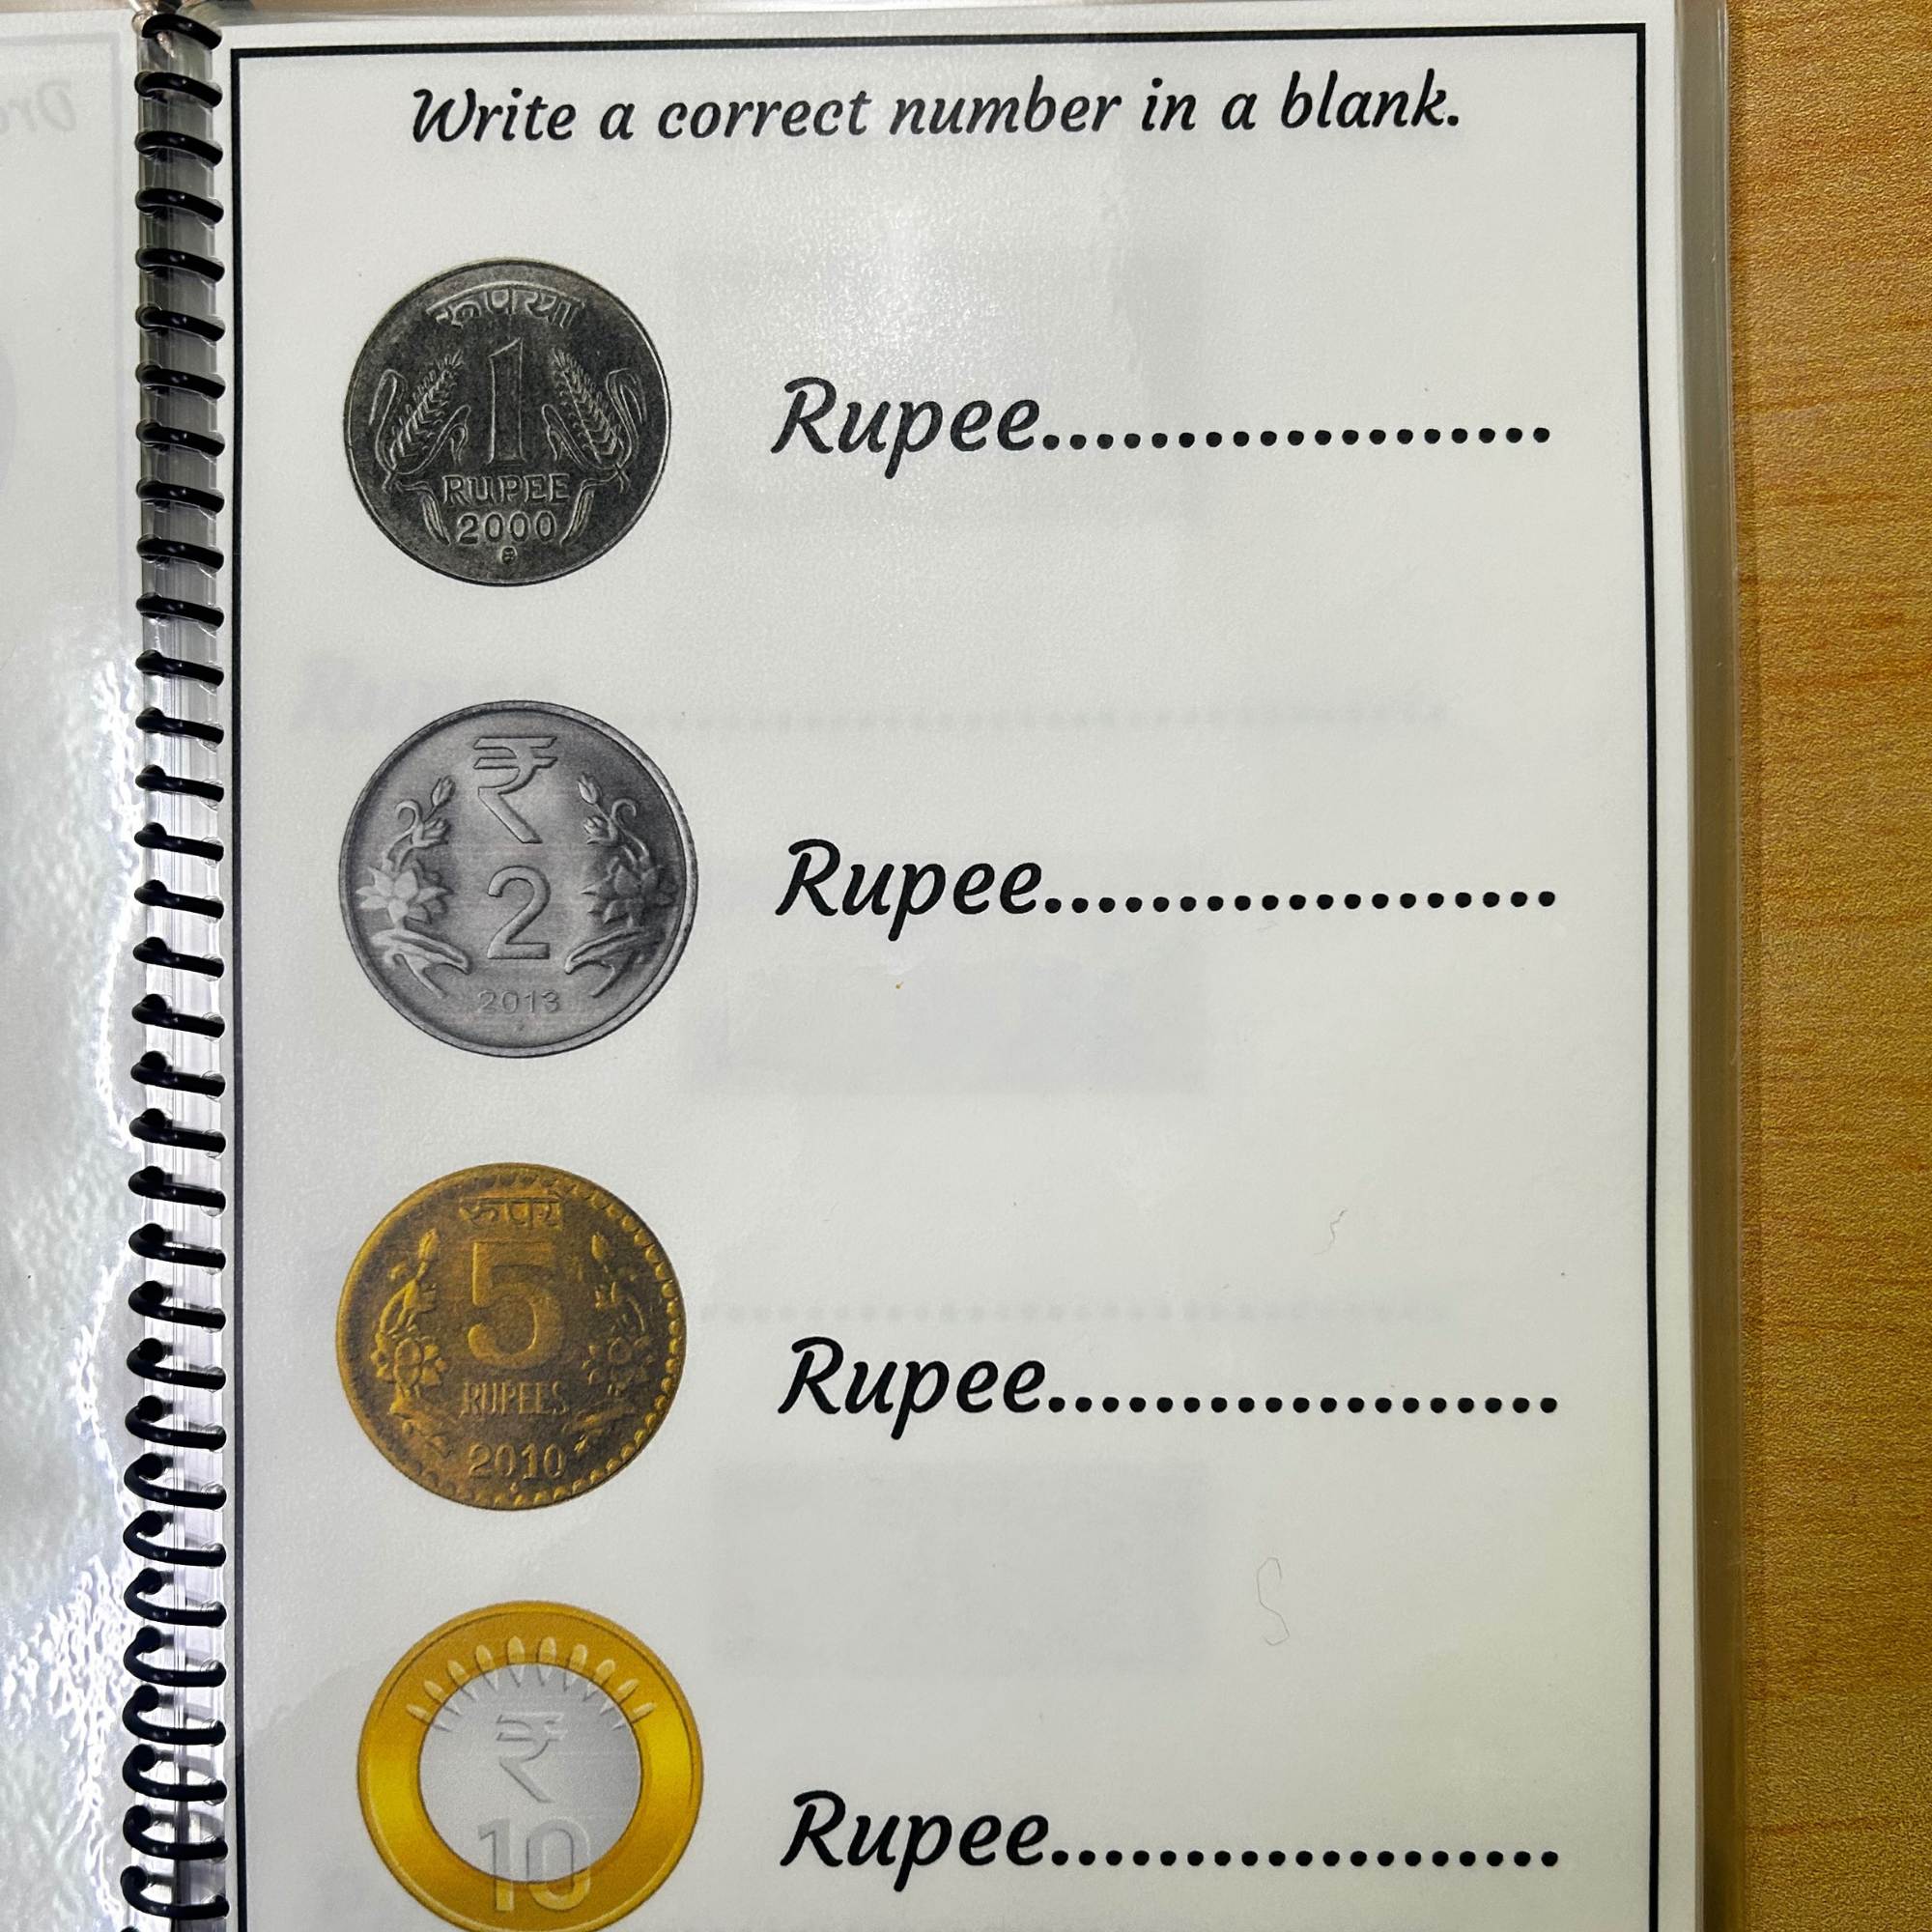 Write a correct number in a blank.
रूपया
1
RUPEE
2000
Rupee...................
₹
2
2013
Rupee...................
रुपये
5
RUPEES
2010
Rupee...................
₹
10
Rupee...................